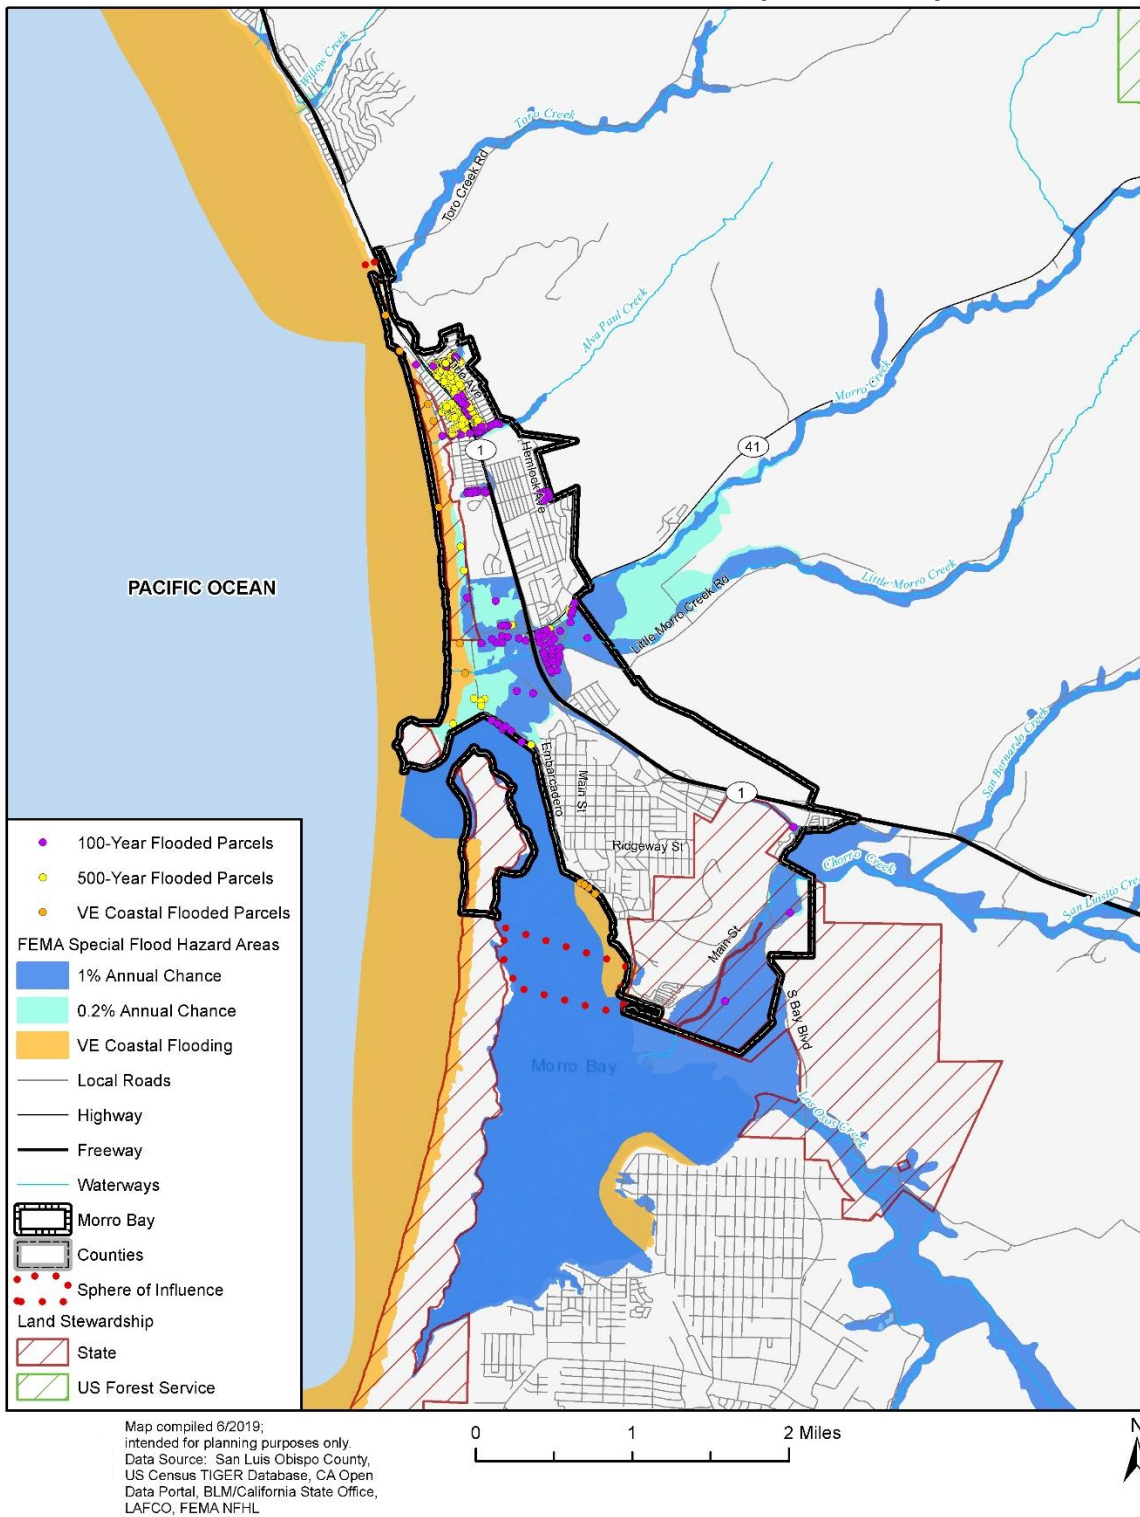 Willow Creek
Toro Creek
Toro Creek Rd
Alva Paul Creek
Little Ave
Morro Creek
41
1
Hemlock Ave
PACIFIC OCEAN
Little Morro Creek
Little Morro Creek Rd
San Bernardo Creek
Embarcadero
Main St
1
Ridgeway St
Chorro Creek
San Luisito Cree
Main St
S Bay Blvd
Morro Bay
Los Osos Creek
100-Year Flooded Parcels
500-Year Flooded Parcels
VE Coastal Flooded Parcels
FEMA Special Flood Hazard Areas
1% Annual Chance
0.2% Annual Chance
VE Coastal Flooding
Local Roads
Highway
Freeway
Waterways
Morro Bay
Counties
Sphere of Influence
Land Stewardship
State
US Forest Service
Map compiled 6/2019;
intended for planning purposes only.
Data Source: San Luis Obispo County,
US Census TIGER Database, CA Open
Data Portal, BLM/California State Office,
LAFCO, FEMA NFHL
0 1 2 Miles
N